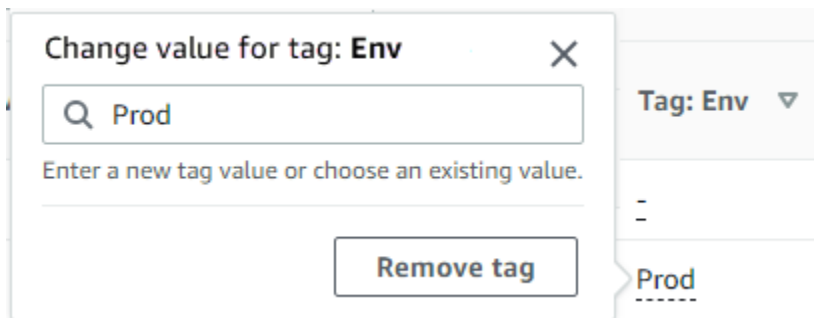 Change value for tag: Env
Prod
Enter a new tag value or choose an existing value.
Remove tag
Tag: Env
-
Prod